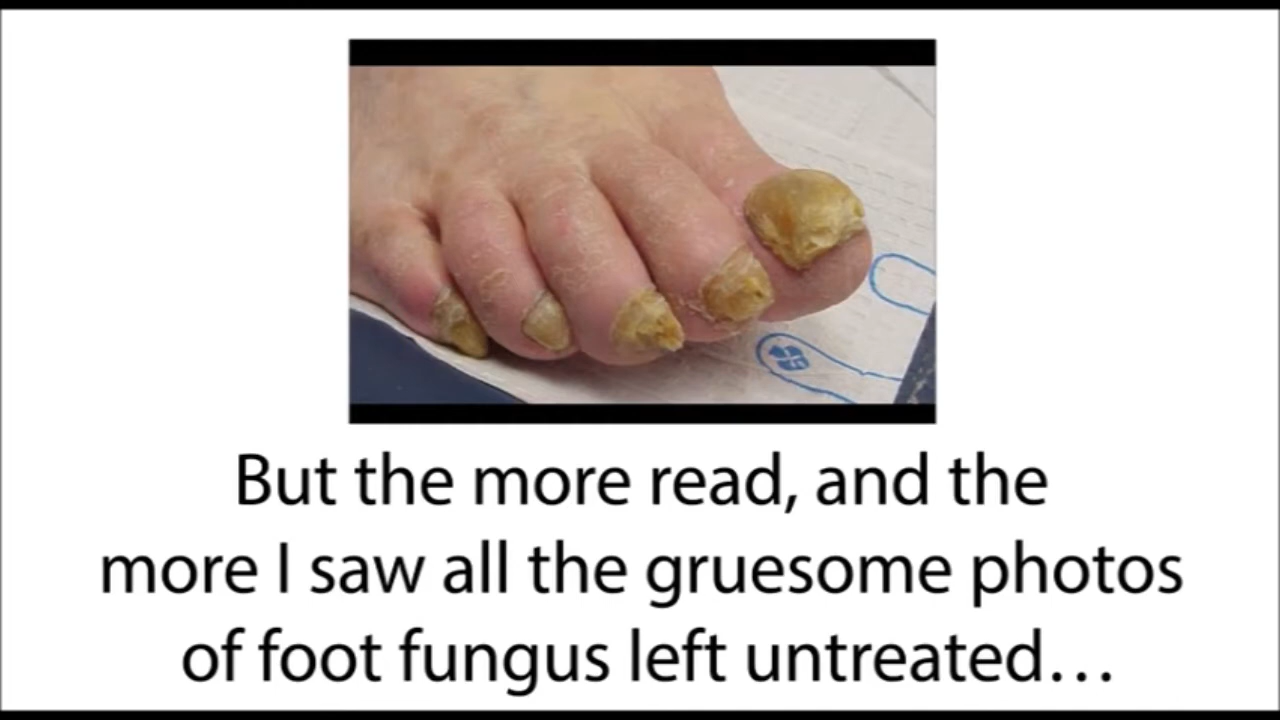 But the more read, and the
more I saw all the gruesome photos
of foot fungus left untreated…